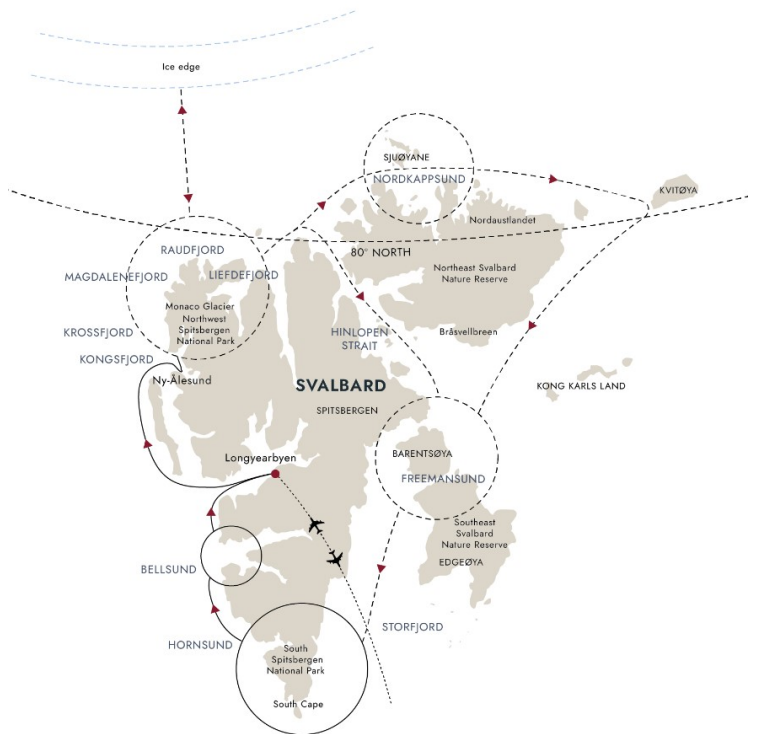 Ice edge
SJUØYANE
NORDKAPPSUND
KVITØYA
Nordaustlandet
RAUDFJORD
80° NORTH
MAGDALENEFJORD
LIEFDEFJORD
Northeast Svalbard
Nature Reserve
Monaco Glacier
Northwest
Spitsbergen
National Park
KROSSFJORD
HINLOPEN
STRAIT
Bråsvellbreen
KONGSFJORD
Ny-Ålesund
SVALBARD
KONG KARLS LAND
SPITSBERGEN
BARENTSØYA
Longyearbyen
FREEMANSUND
Southeast
Svalbard
Nature Reserve
EDGEØYA
BELLSUND
STORFJORD
HORNSUND
South
Spitsbergen
National Park
South Cape